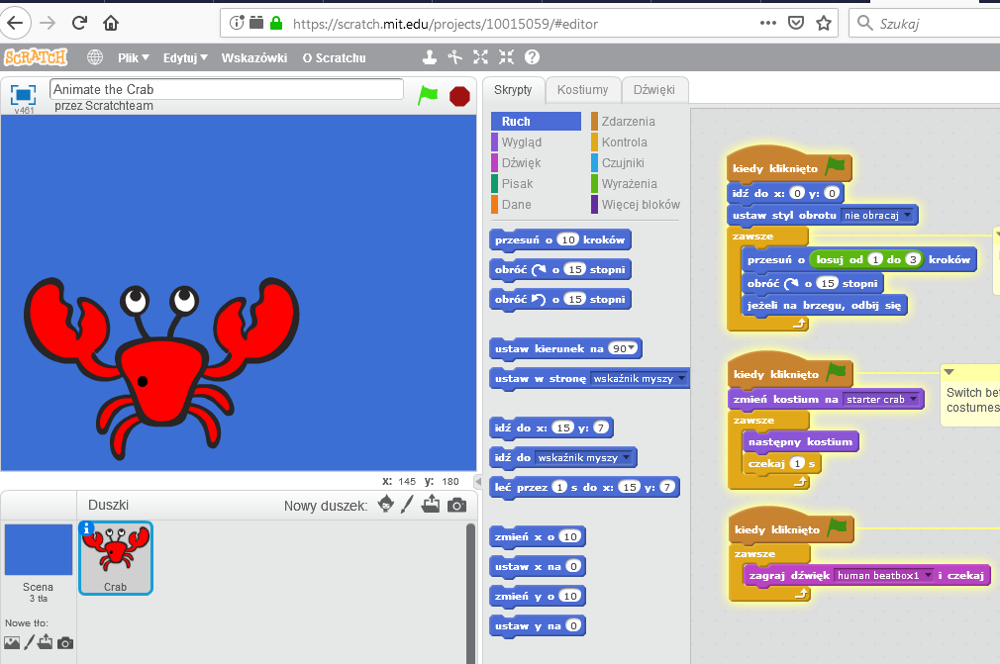 https://scratch.mit.edu/projects/10015059/#editor
Szukaj
SCRATCH
Plik Edytuj Wskazówki O Scratchu
v461
Animate the Crab
przez Scratchteam
Skrypty Kostiumy Dźwięki
Ruch Zdarzenia
Wygląd Kontrola
Dźwięk Czujniki
Pisak Wyrażenia
Dane Więcej bloków
przesuń o 10 kroków
obróć o 15 stopni
obróć o 15 stopni
ustaw kierunek na 90
ustaw w stronę wskaźnik myszy
idź do x: 15 y: 7
idź do wskaźnik myszy
leć przez 1 s do x: 15 y: 7
zmień x o 10
ustaw x na 0
zmień y o 10
ustaw y na 0
kiedy kliknięto
idź do x: 0 y: 0
ustaw styl obrotu nie obracaj
zawsze
przesuń o losuj od 1 do 3 kroków
obróć o 15 stopni
jeżeli na brzegu, odbij się
kiedy kliknięto
zmień kostium na starter crab
zawsze
następny kostium
czekaj 1 s
Switch bet
costumes
kiedy kliknięto
zawsze
zagraj dźwięk human beatbox1 i czekaj
x: 145 y: 180
Duszki
Nowy duszek:
Scena
3 tła
Crab
Nowe tło: